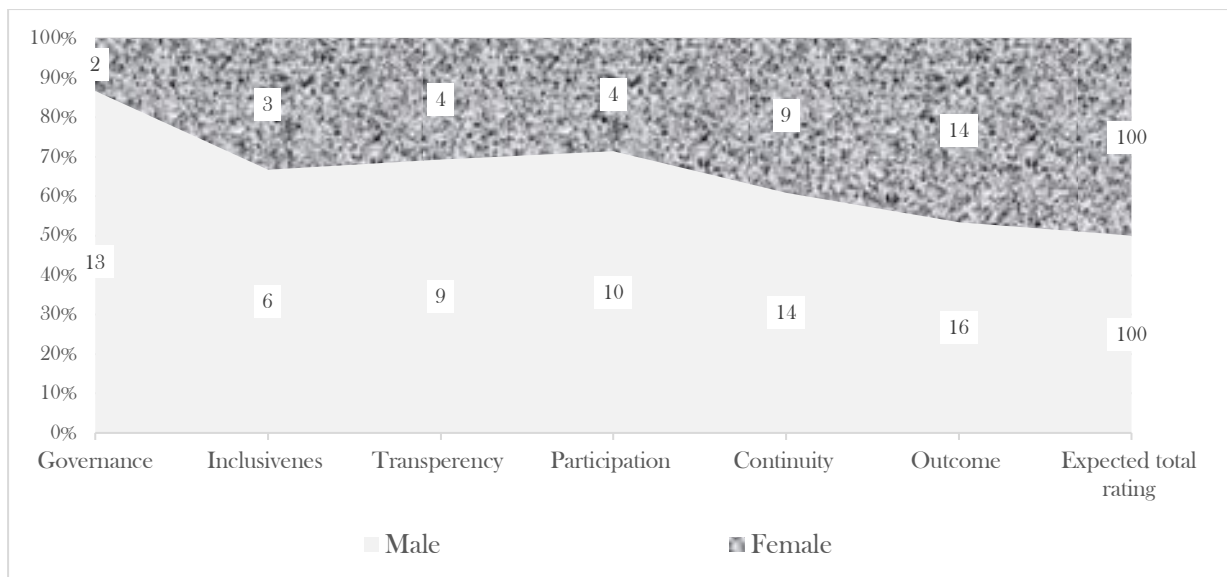 100%
90%
80%
70%
60%
50%
40%
30%
20%
10%
0%
2
3
4
4
9
14
100
13
6
9
10
14
16
100
Governance
Inclusivenes
Transperency
Participation
Continuity
Outcome
Expected total
rating
Male
Female